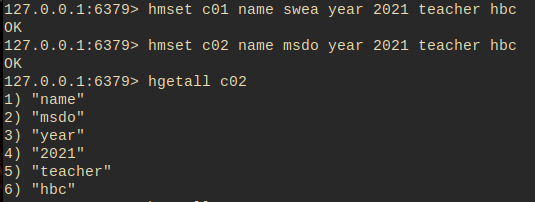 127.0.0.1:6379> hmset c01 name swea year 2021 teacher hbc
OK
127.0.0.1:6379> hmset c02 name msdo year 2021 teacher hbc
OK
127.0.0.1:6379> hgetall c02
1) "name"
2) "msdo"
3) "year"
4) "2021"
5) "teacher"
6) "hbc"